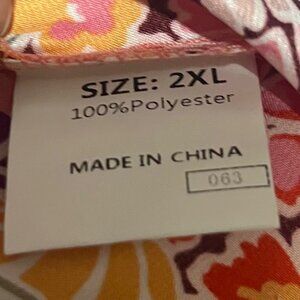 SIZE: 2XL
100%Polyester
MADE IN CHINA
063